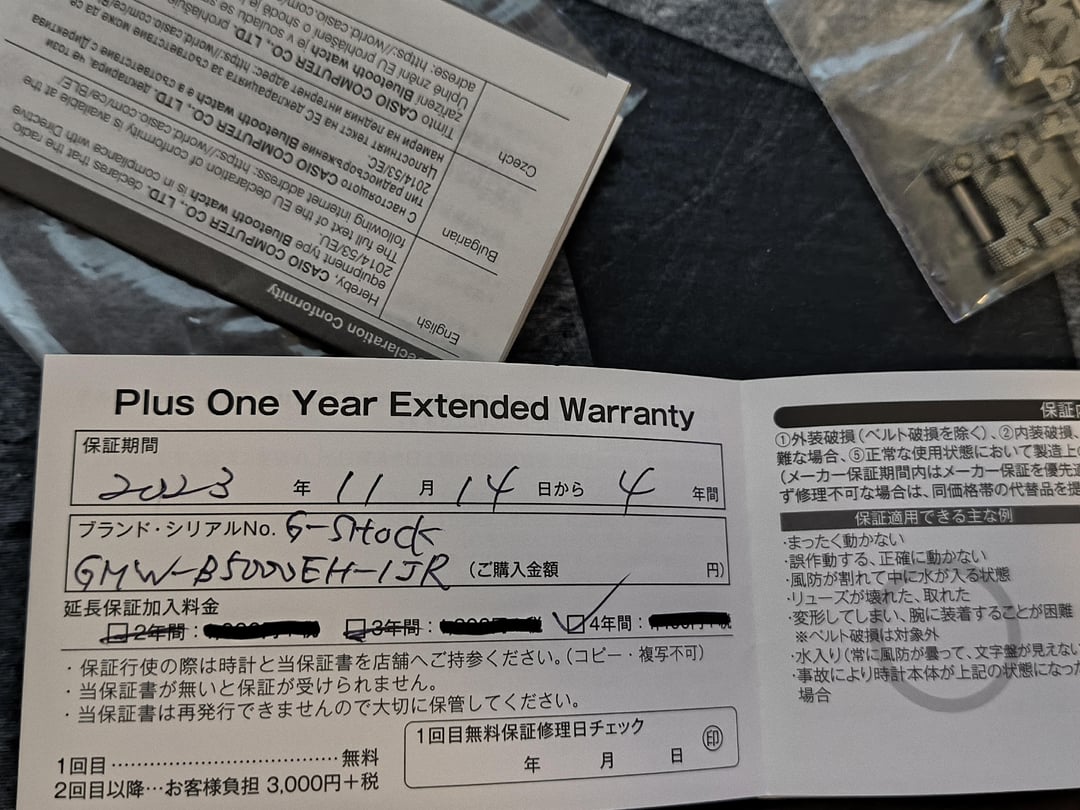 Declaration Conformity
English
Hereby, CASIO COMPUTER CO., LTD. declares that the radio
equipment type Bluetooth watch is in compliance with Directive
2014/53/EU.
The full text of the EU declaration of conformity is available at the
following internet address: https://world.casio.com/ce/BLE/
Bulgarian
С настоящото CASIO COMPUTER CO., LTD. декларира, че този
тип радиосъоръжение Bluetooth watch е в съответствие с Директива
2014/53/ЕС.
Цялостният текст на ЕС декларацията за съответствие може да се
намери на следния интернет адрес: https://world.casio.com/ce/
Czech
Tímto CASIO COMPUTER CO., LTD. prohlašuje
zařízení Bluetooth watch je v souladu se
Úplné znění EU prohlášení o shodě je k
adrese: https://world.casio.com/
Plus One Year Extended Warranty
保証期間
2023 年 11 月 14 日から 4 年間
ブランド・シリアルNo. G-SHOCK
GMW-B5000EH-1JR (ご購入金額 円)
延長保証加入料金
□2年間: □3年間: □4年間:
・保証行使の際は時計と当保証書を店舗へご持参ください。(コピー・複写不可)
・当保証書が無いと保証が受けられません。
・当保証書は再発行できませんので大切に保管してください。
1回目無料保証修理日チェック
年 月 日 印
1回目……………………………無料
2回目以降…お客様負担 3,000円+税
保証内
①外装破損(ベルト破損を除く)、②内装破損、
難な場合、⑤正常な使用状態において製造上の
(メーカー保証期間内はメーカー保証を優先適
ず修理不可な場合は、同価格帯の代替品を提
保証適用できる主な例
・まったく動かない
・誤作動する、正確に動かない
・風防が割れて中に水が入る状態
・リューズが壊れた、取れた
・変形してしまい、腕に装着することが困難
※ベルト破損は対象外
・水入り(常に風防が曇って、文字盤が見えない
・事故により時計本体が上記の状態になった
場合